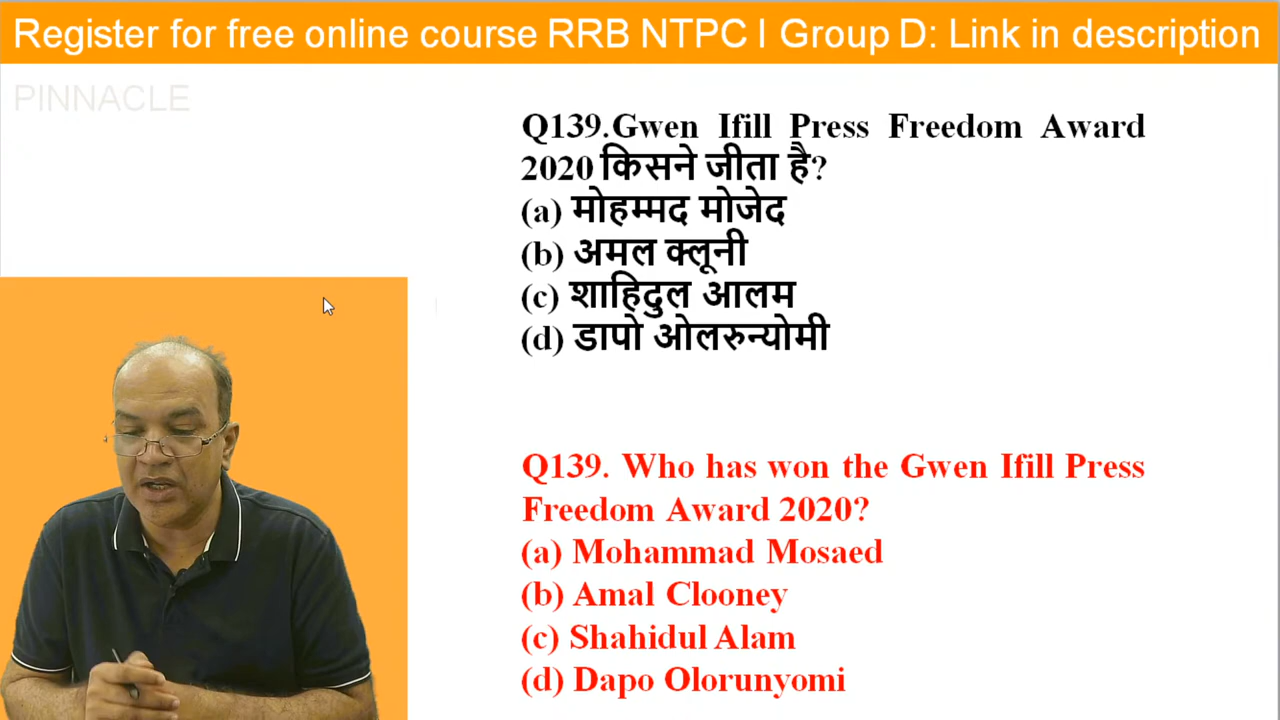 Register for free online course RRB NTPC I Group D: Link in description
PINNACLE
Q139.Gwen Ifill Press Freedom Award
2020 किसने जीता है?
(a) मोहम्मद मोजेद
(b) अमल क्लूनी
(c) शाहिदुल आलम
(d) डापो ओलरुन्योमी
Q139. Who has won the Gwen Ifill Press
Freedom Award 2020?
(a) Mohammad Mosaed
(b) Amal Clooney
(c) Shahidul Alam
(d) Dapo Olorunyomi